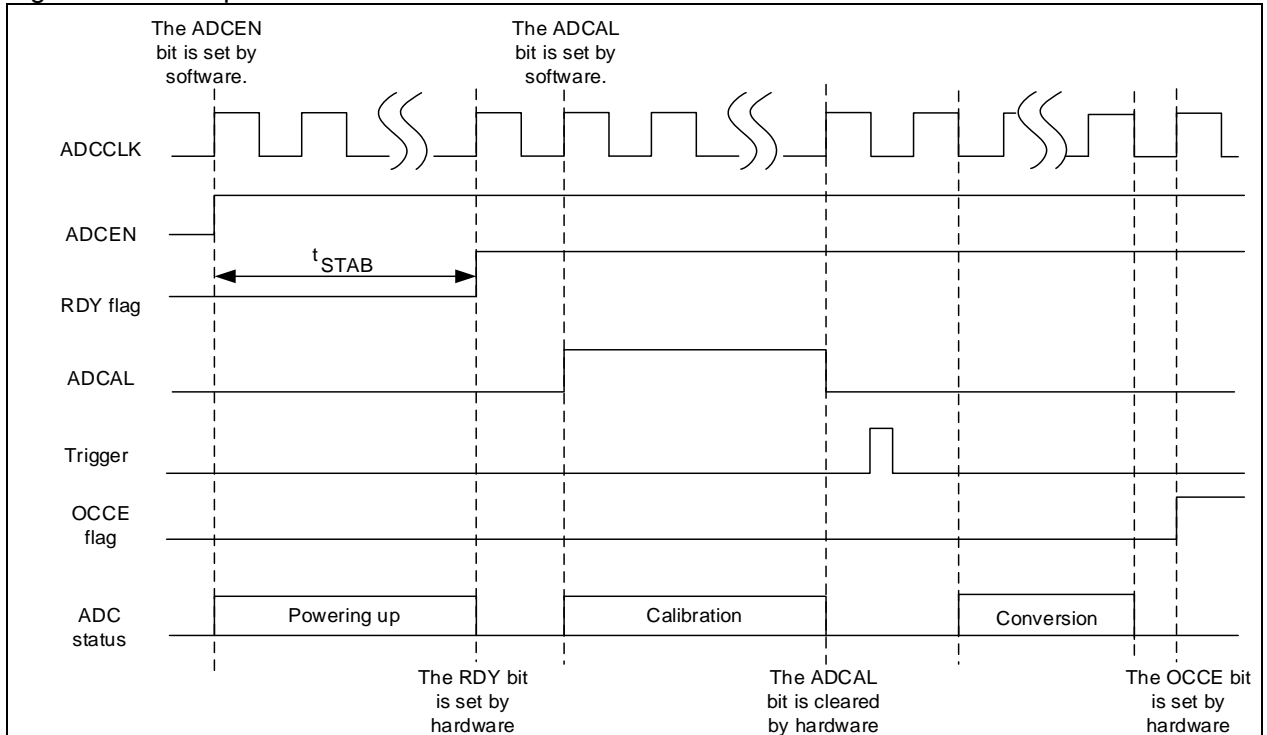 The ADCEN
bit is set by
software.
The ADCAL
bit is set by
software.
ADCCLK
ADCEN
tSTAB
RDY flag
ADCAL
Trigger
OCCE
flag
ADC
status
Powering up
Calibration
Conversion
The RDY bit
is set by
hardware
The ADCAL
bit is cleared
by hardware
The OCCE bit
is set by
hardware